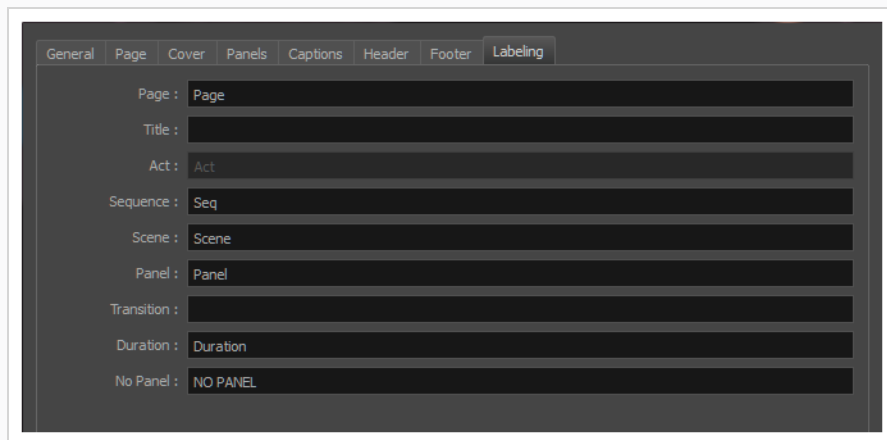 General Page Cover Panels Captions Header Footer Labeling
Page : Page
Title :
Act : Act
Sequence : Seq
Scene : Scene
Panel : Panel
Transition :
Duration : Duration
No Panel : NO PANEL